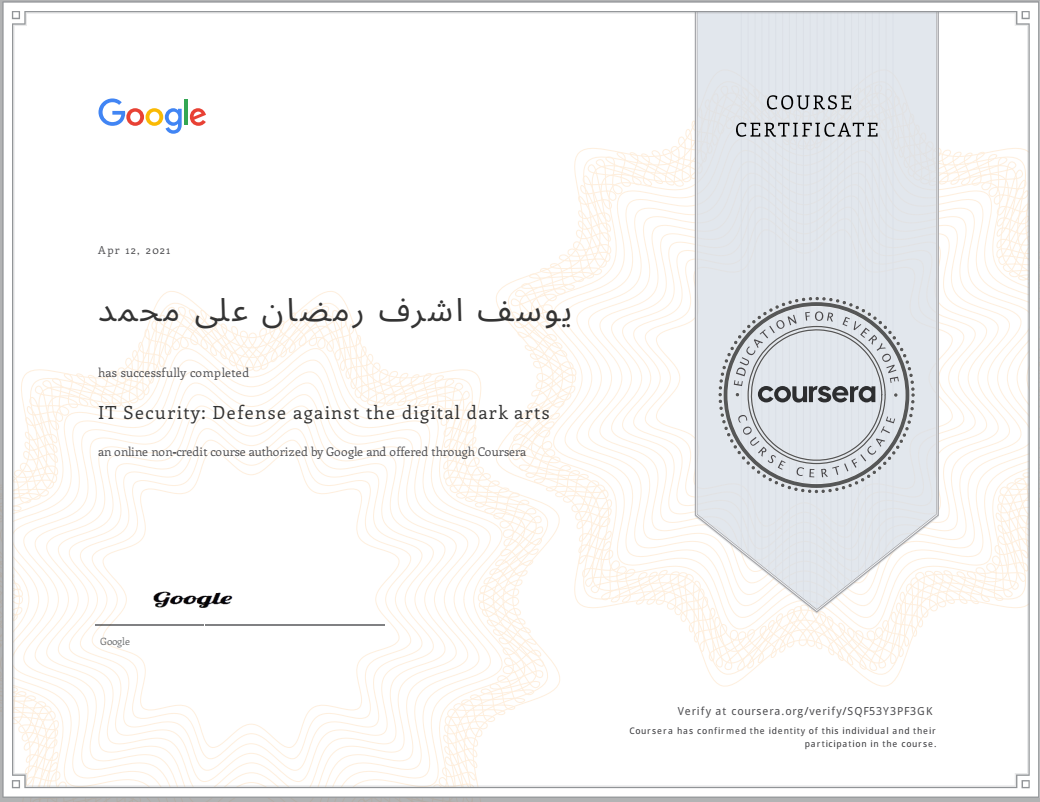 Google
COURSE
CERTIFICATE
Apr 12, 2021
يوسف اشرف رمضان على محمد
has successfully completed
IT Security: Defense against the digital dark arts
an online non-credit course authorized by Google and offered through Coursera
EDUCATION FOR EVERYONE
coursera
COURSE CERTIFICATE
Google
Google
Verify at coursera.org/verify/SQF53Y3PF3GK
Coursera has confirmed the identity of this individual and their
participation in the course.